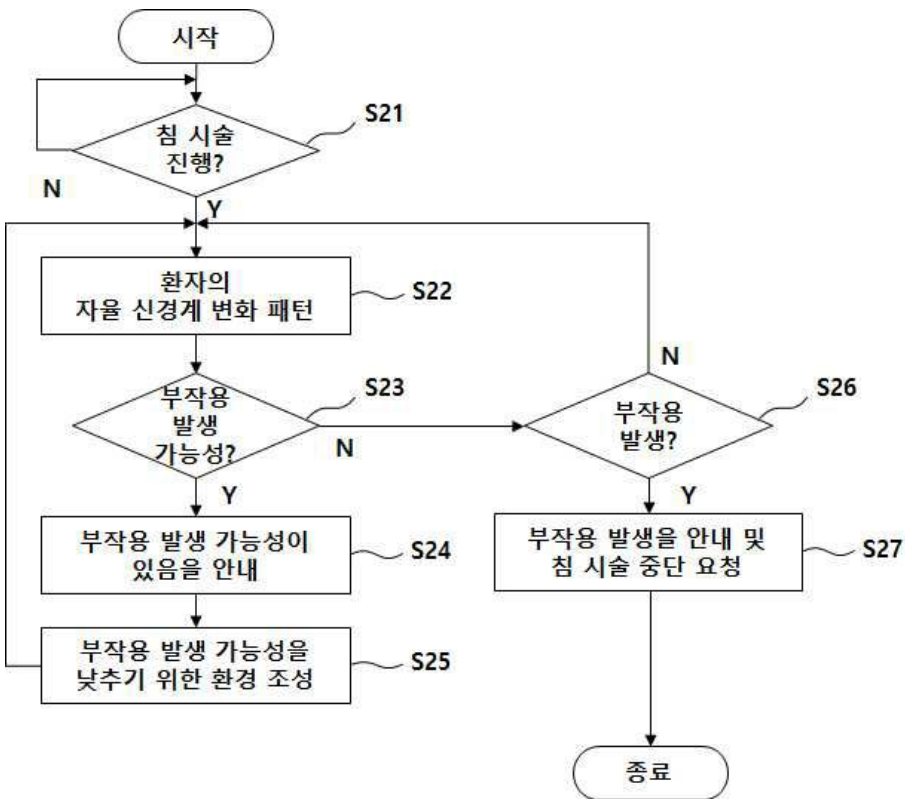 시작
침 시술
진행?
S21
N
Y
환자의
자율 신경계 변화 패턴
S22
부작용
발생
가능성?
S23
N
Y
부작용
발생?
S26
N
Y
부작용 발생 가능성이
있음을 안내
S24
부작용 발생을 안내 및
침 시술 중단 요청
S27
부작용 발생 가능성을
낮추기 위한 환경 조성
S25
종료